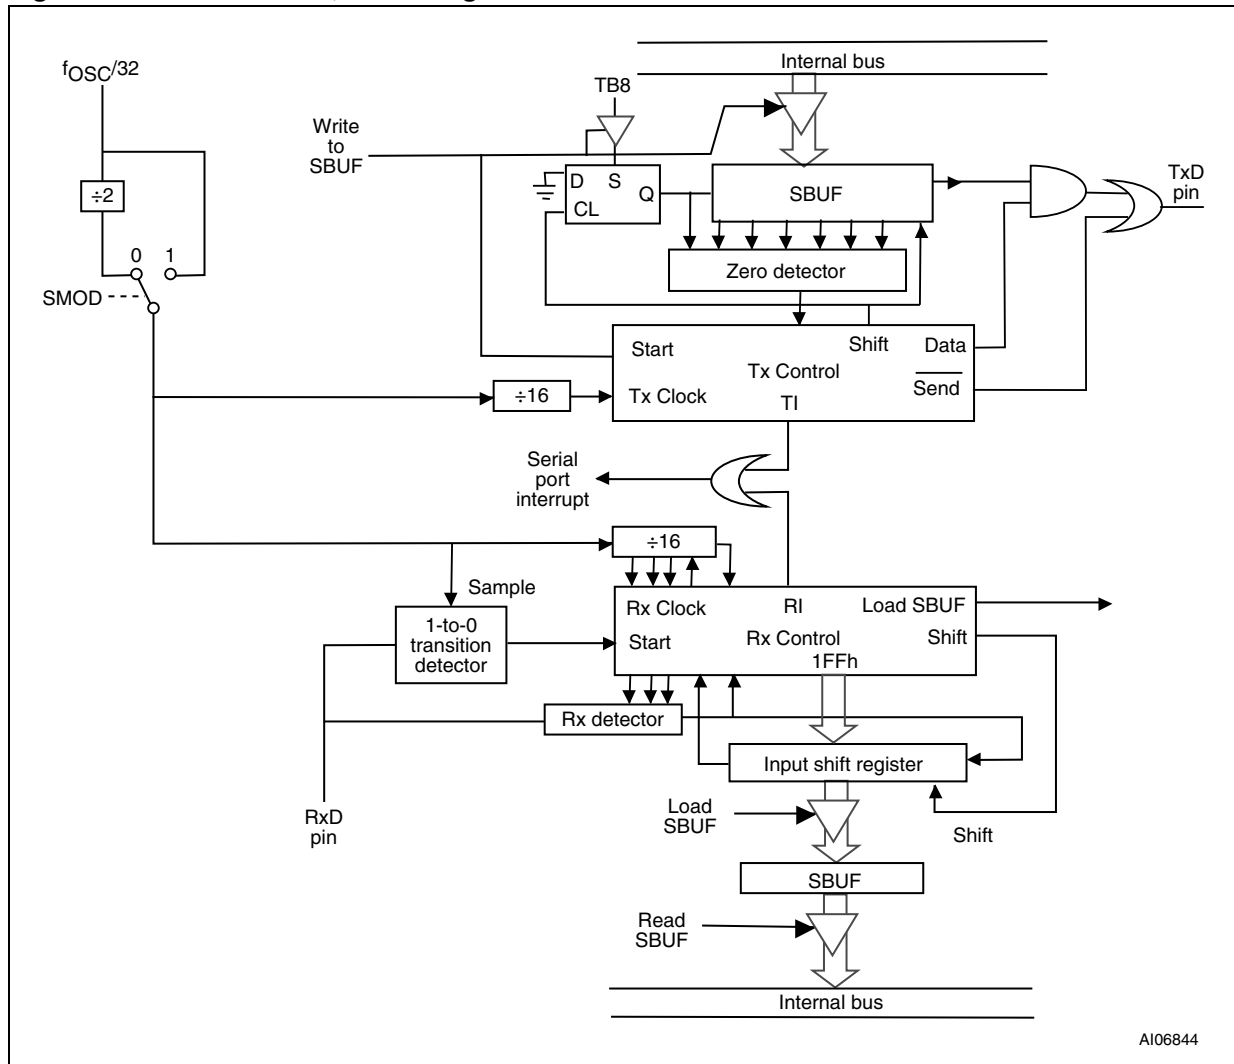 fOSC/32
Internal bus
TB8
Write
to
SBUF
÷2
D
S
Q
CL
SBUF
TxD
pin
0
1
SMOD
Zero detector
Start
Shift
Data
Tx Control
Send
Tx Clock
TI
÷16
Serial
port
interrupt
÷16
Sample
Rx Clock
RI
Load SBUF
1-to-0
transition
detector
Start
Rx Control
Shift
1FFh
Rx detector
Input shift register
RxD
pin
Load
SBUF
Shift
SBUF
Read
SBUF
Internal bus
AI06844